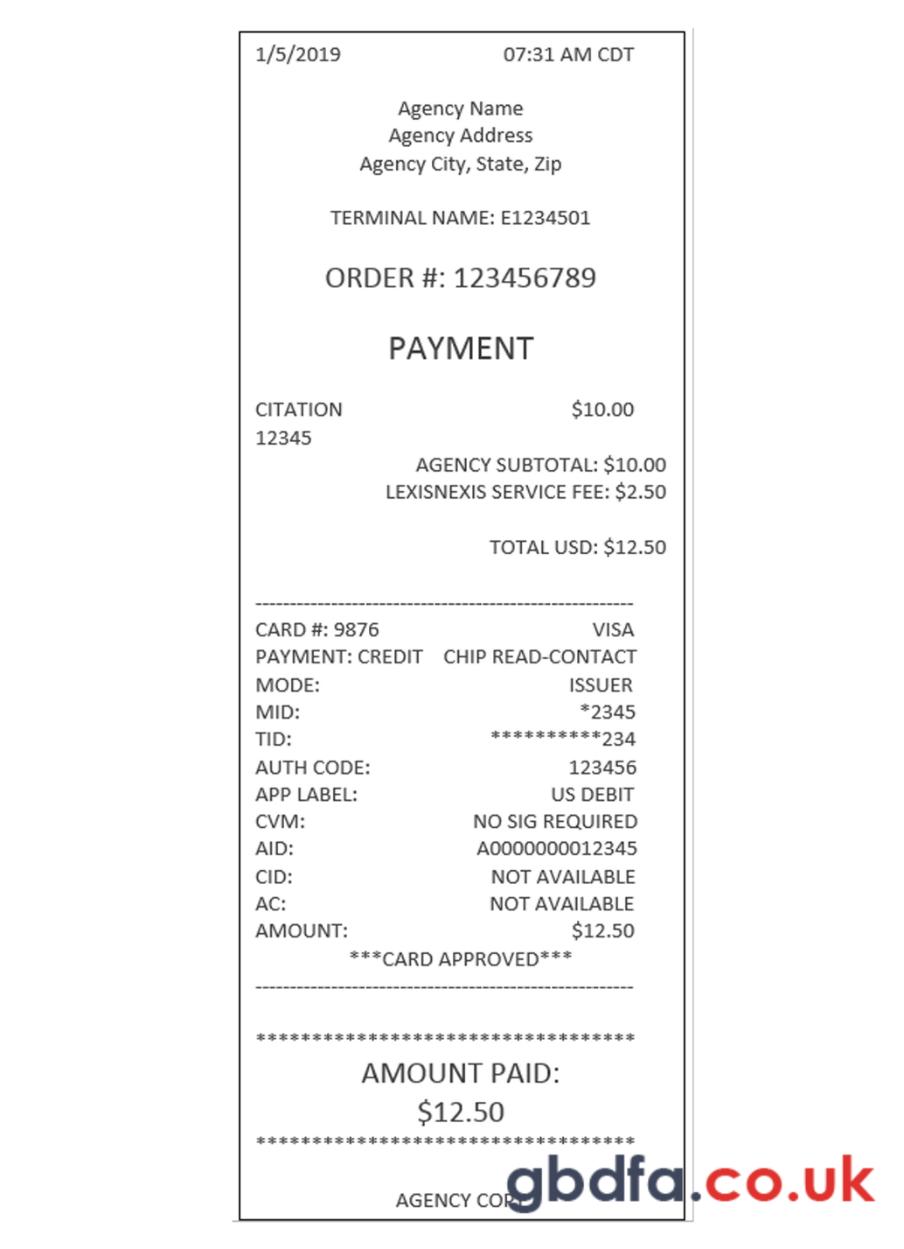 1/5/2019 07:31 AM CDT
Agency Name
Agency Address
Agency City, State, Zip
TERMINAL NAME: E1234501
ORDER #: 123456789
PAYMENT
CITATION $10.00
12345
AGENCY SUBTOTAL: $10.00
LEXISNEXIS SERVICE FEE: $2.50
TOTAL USD: $12.50
------------------------------------------------------
CARD #: 9876 VISA
PAYMENT: CREDIT CHIP READ-CONTACT
MODE: ISSUER
MID: *2345
TID: **********234
AUTH CODE: 123456
APP LABEL: US DEBIT
CVM: NO SIG REQUIRED
AID: A0000000012345
CID: NOT AVAILABLE
AC: NOT AVAILABLE
AMOUNT: $12.50
***CARD APPROVED***
------------------------------------------------------
**********************************
AMOUNT PAID:
$12.50
**********************************
AGENCY
gbdfa.co.uk